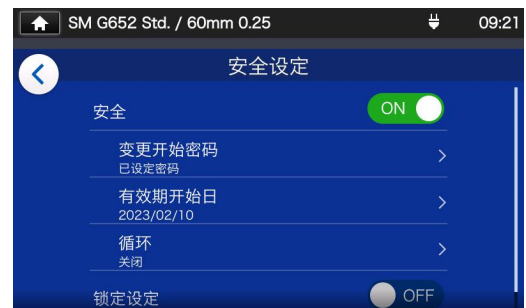 SM G652 Std. / 60mm 0.25 09:21
安全设定
安全 ON
变更开始密码
已设定密码
有效期开始日
2023/02/10
循环
关闭
锁定设定 OFF